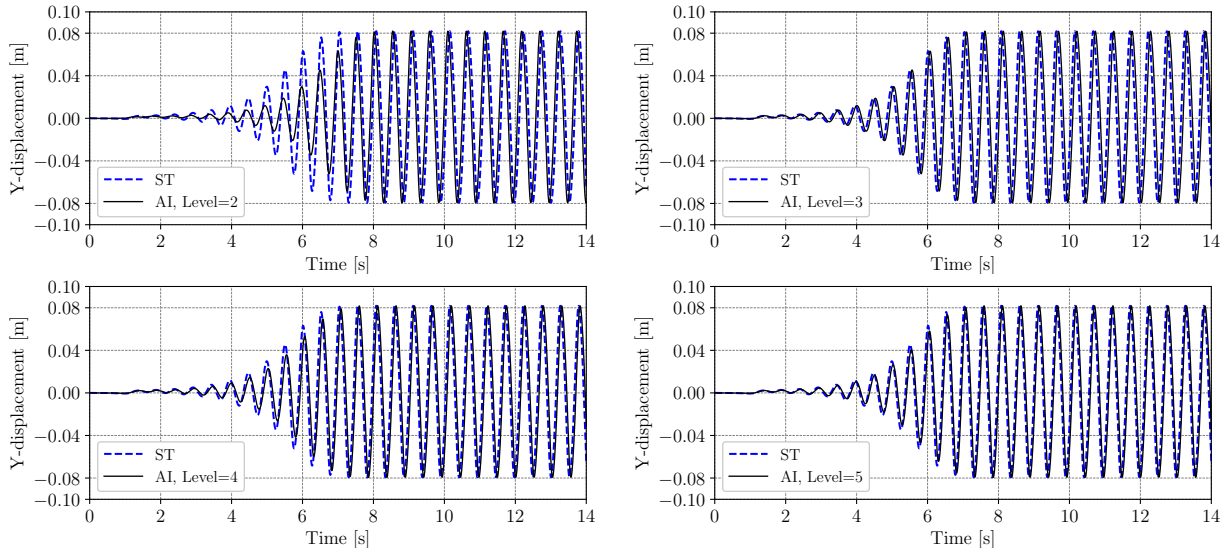 0.10
0.08
0.04
0.00
−0.04
−0.08
−0.10
Y-displacement [m]
ST
AI, Level=2
0 2 4 6 8 10 12 14
Time [s]
0.10
0.08
0.04
0.00
−0.04
−0.08
−0.10
Y-displacement [m]
ST
AI, Level=3
0 2 4 6 8 10 12 14
Time [s]
0.10
0.08
0.04
0.00
−0.04
−0.08
−0.10
Y-displacement [m]
ST
AI, Level=4
0 2 4 6 8 10 12 14
Time [s]
0.10
0.08
0.04
0.00
−0.04
−0.08
−0.10
Y-displacement [m]
ST
AI, Level=5
0 2 4 6 8 10 12 14
Time [s]